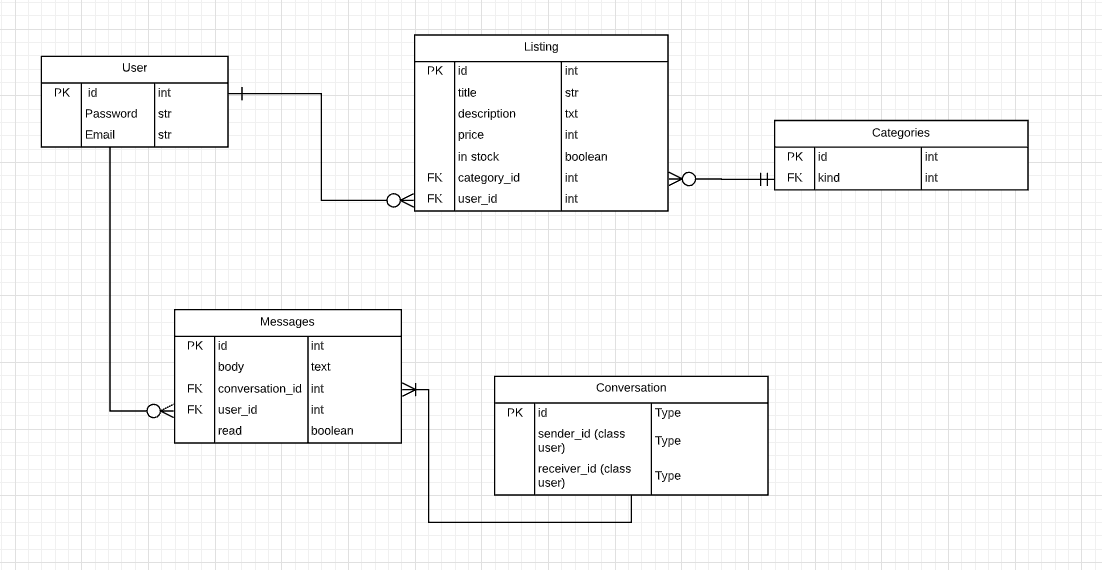 User
PK id int
Password str
Email str
Listing
PK id int
title str
description txt
price int
in stock boolean
FK category_id int
FK user_id int
Categories
PK id int
FK kind int
Messages
PK id int
body text
FK conversation_id int
FK user_id int
read boolean
Conversation
PK id Type
sender_id (class
user) Type
receiver_id (class
user) Type